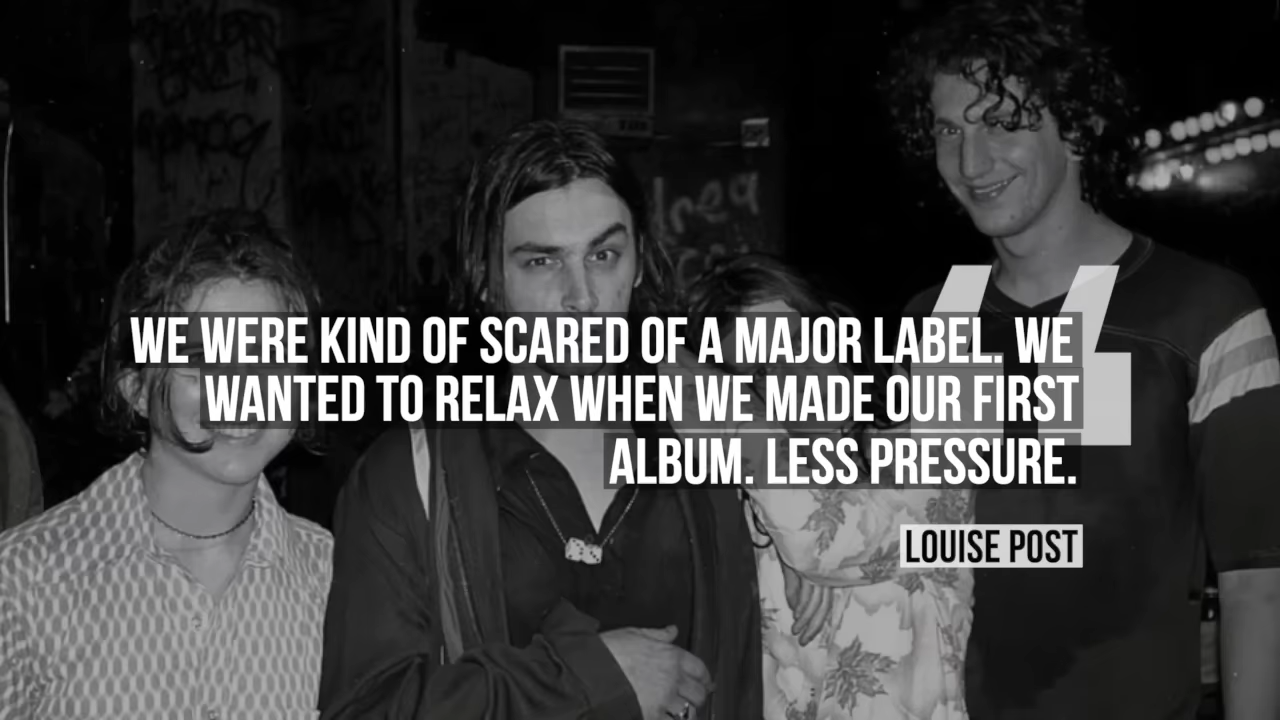 WE WERE KIND OF SCARED OF A MAJOR LABEL. WE
WANTED TO RELAX WHEN WE MADE OUR FIRST
ALBUM. LESS PRESSURE.
LOUISE POST